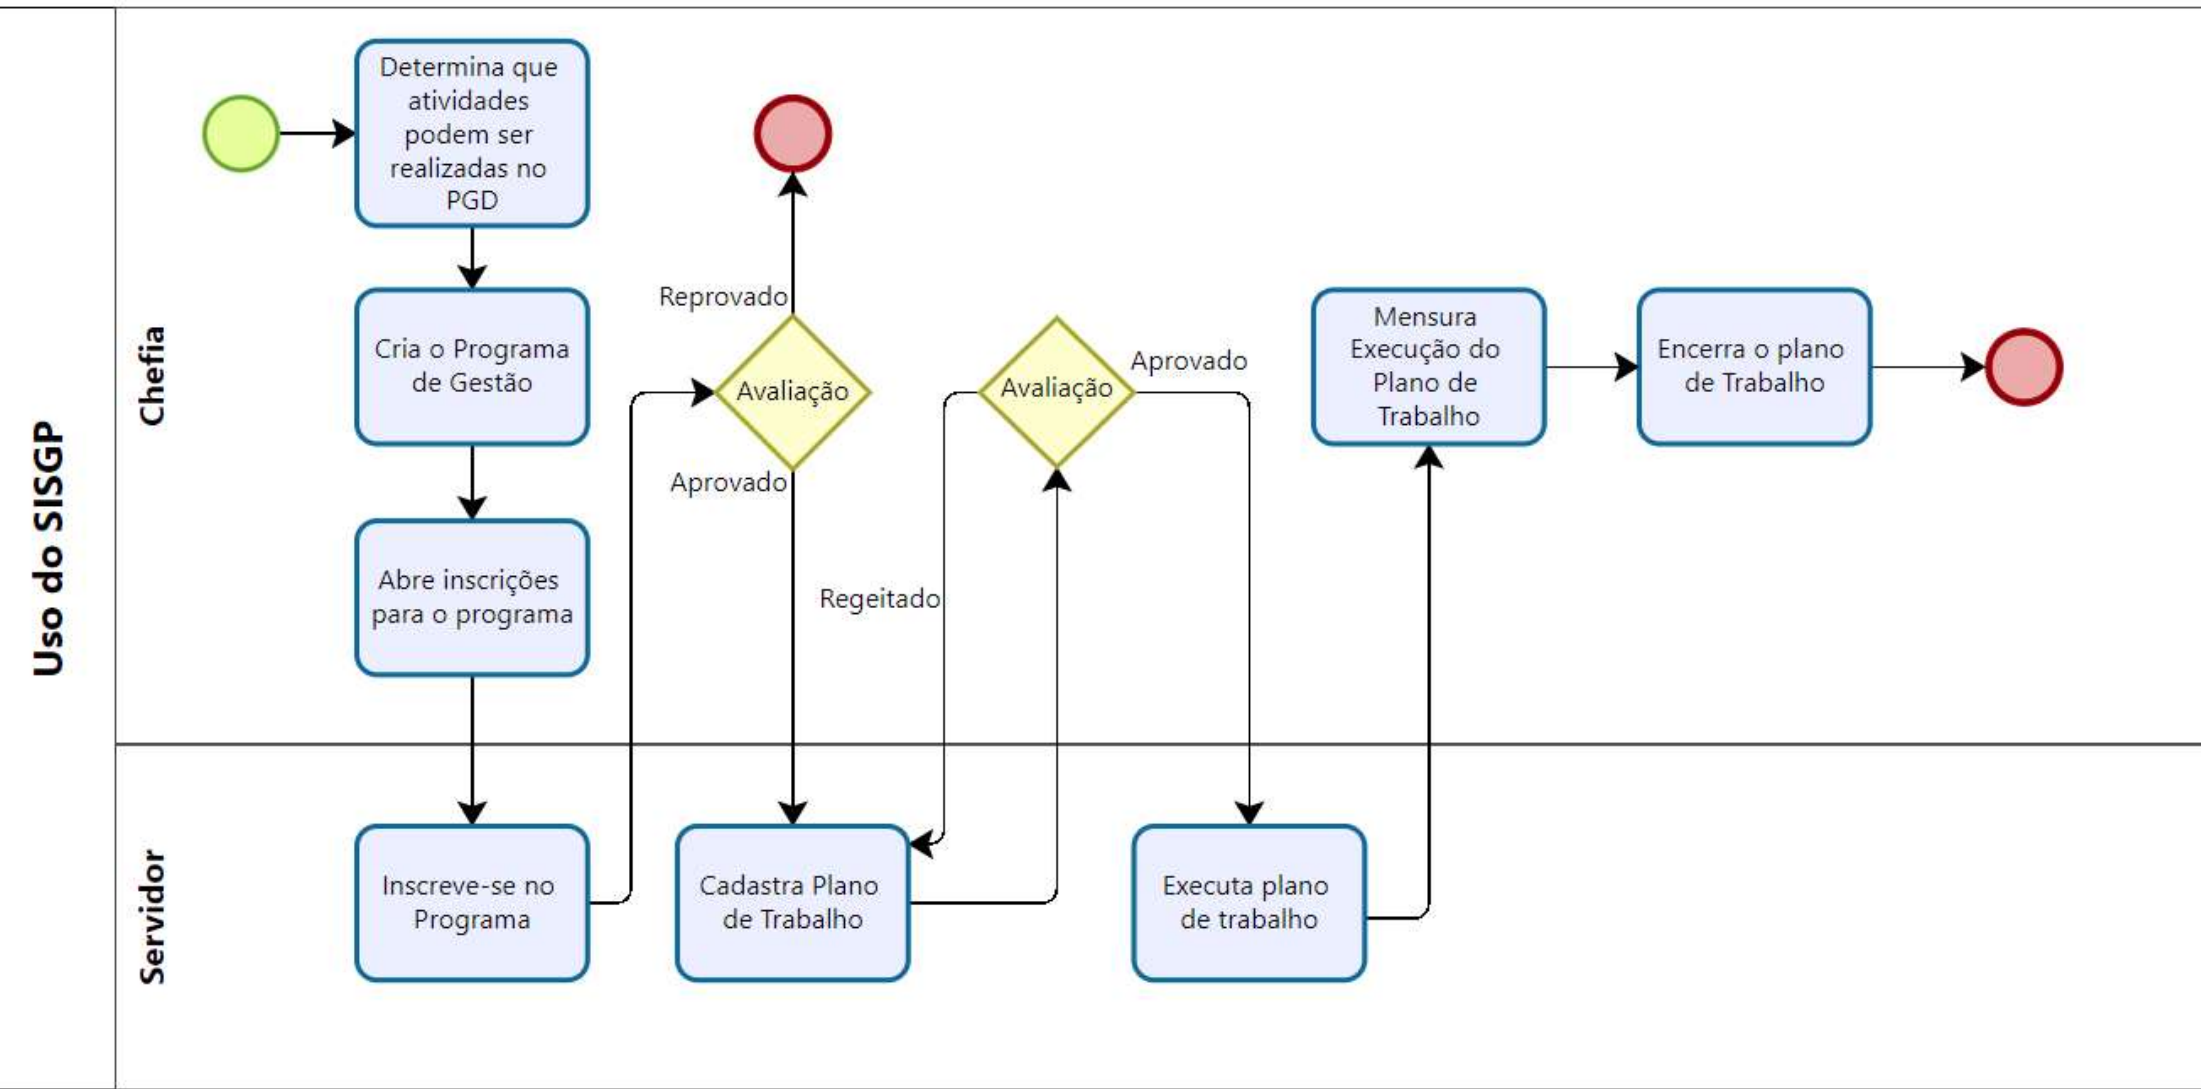 Uso do SISGP
Chefia
Determina que
atividades
podem ser
realizadas no
PGD
Cria o Programa
de Gestão
Abre inscrições
para o programa
Reprovado
Avaliação
Aprovado
Regeitado
Avaliação
Aprovado
Mensura
Execução do
Plano de
Trabalho
Encerra o plano
de Trabalho
Servidor
Inscreve-se no
Programa
Cadastra Plano
de Trabalho
Executa plano
de trabalho